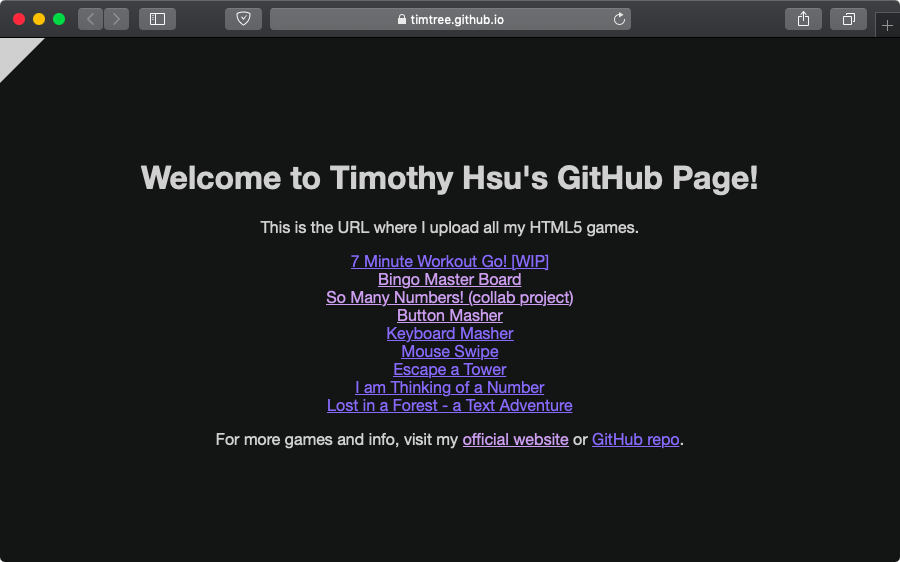 timtree.github.io
Welcome to Timothy Hsu's GitHub Page!
This is the URL where I upload all my HTML5 games.
7 Minute Workout Go! [WIP]
Bingo Master Board
So Many Numbers! (collab project)
Button Masher
Keyboard Masher
Mouse Swipe
Escape a Tower
I am Thinking of a Number
Lost in a Forest - a Text Adventure
For more games and info, visit my official website or GitHub repo.